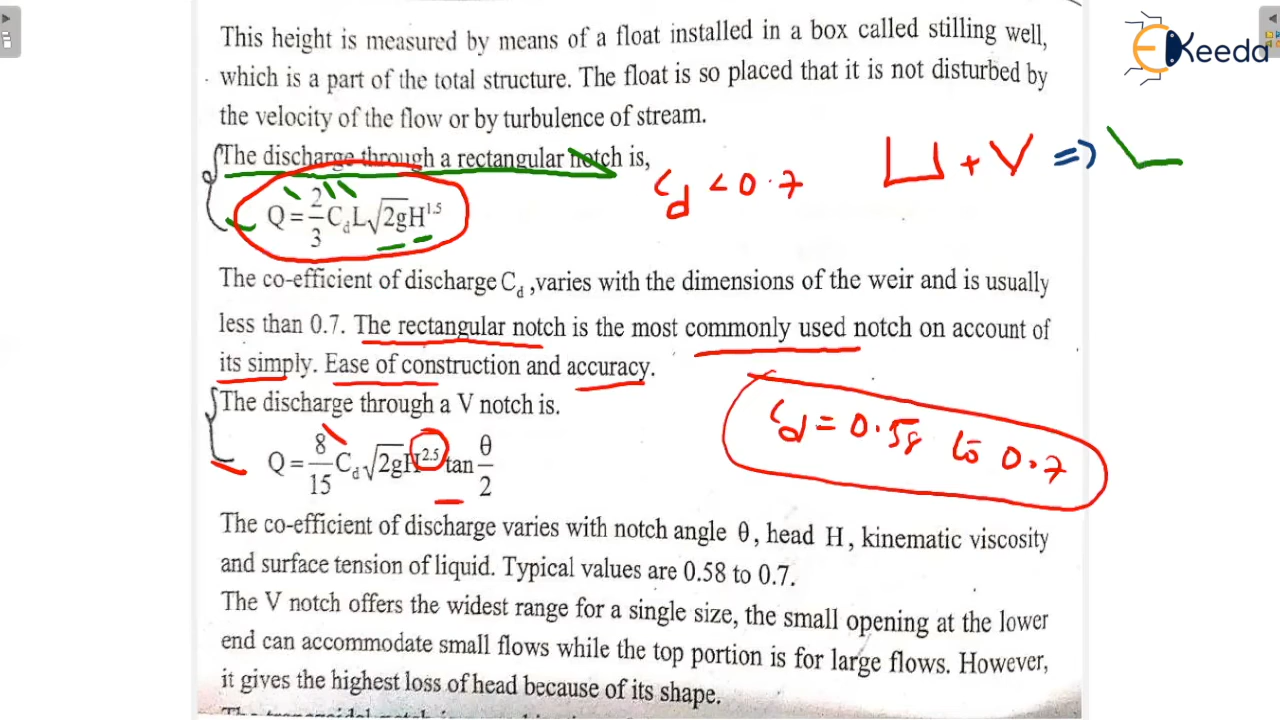 This height is measured by means of a float installed in a box called stilling well,
which is a part of the total structure. The float is so placed that it is not disturbed by
the velocity of the flow or by turbulence of stream.
EKeeda
The discharge through a rectangular notch is,
Cd < 0.7
⊔ + V ⇒
Q = 2/3 C_d L √2g H^1.5
The co-efficient of discharge C_d ,varies with the dimensions of the weir and is usually
less than 0.7. The rectangular notch is the most commonly used notch on account of
its simply. Ease of construction and accuracy.
The discharge through a V notch is.
Cd = 0.58 to 0.7
Q = 8/15 C_d √2g H^2.5 tan θ/2
The co-efficient of discharge varies with notch angle θ, head H, kinematic viscosity
and surface tension of liquid. Typical values are 0.58 to 0.7.
The V notch offers the widest range for a single size, the small opening at the lower
end can accommodate small flows while the top portion is for large flows. However,
it gives the highest loss of head because of its shape.